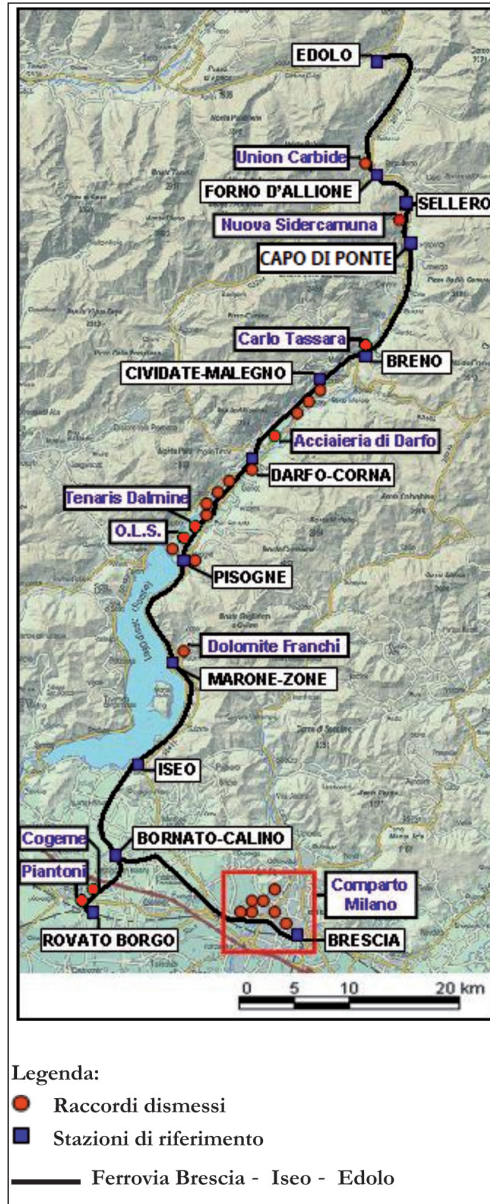 EDOLO
Union Carbide
FORNO D'ALLIONE
SELLERO
Nuova Sidercamuna
CAPO DI PONTE
Carlo Tassara
BRENO
CIVIDATE-MALEGNO
Acciaieria di Darfo
DARFO-CORNA
Tenaris Dalmine
O.L.S.
PISOGNE
Dolomite Franchi
MARONE-ZONE
ISEO
BORNATO-CALINO
Cogeme
Piantoni
Comparto
Milano
ROVATO BORGO
BRESCIA
0 5 10 20 km
Legenda:
Raccordi dismessi
Stazioni di riferimento
Ferrovia Brescia - Iseo - Edolo